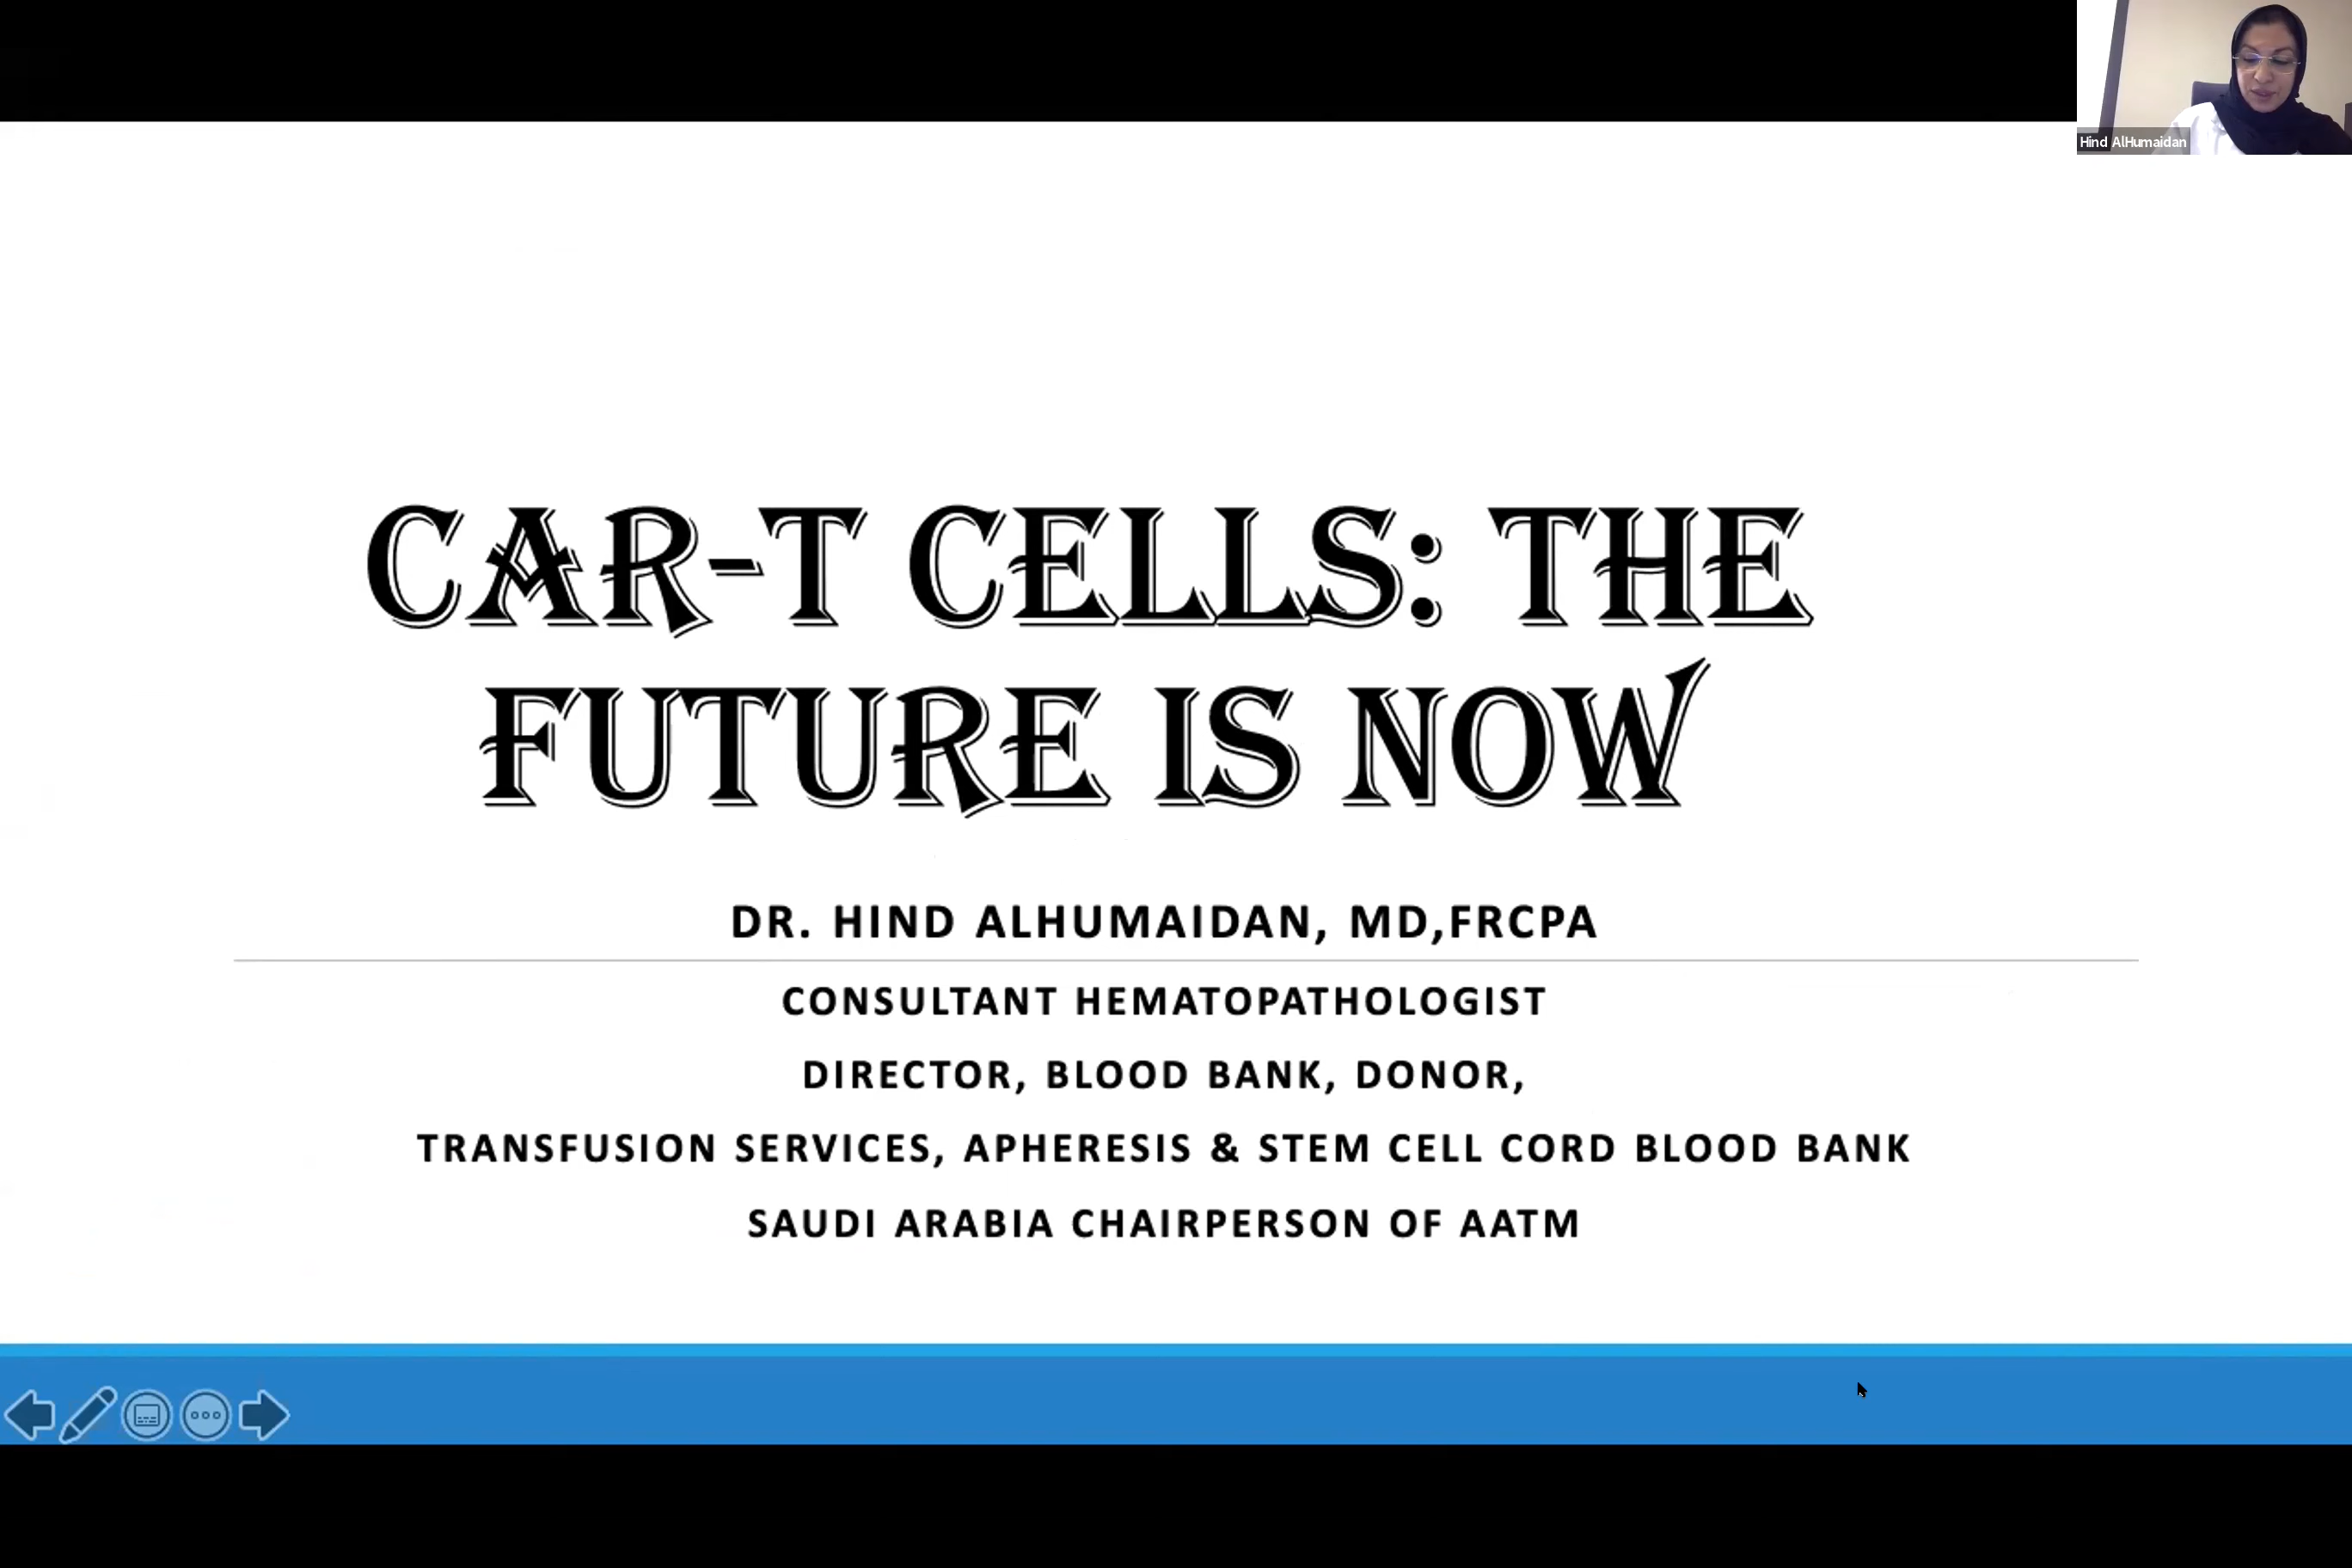 Hind AlHumaidan
CAR-T CELLS: THE
FUTURE IS NOW
DR. HIND ALHUMAIDAN, MD,FRCPA
CONSULTANT HEMATOPATHOLOGIST
DIRECTOR, BLOOD BANK, DONOR,
TRANSFUSION SERVICES, APHERESIS & STEM CELL CORD BLOOD BANK
SAUDI ARABIA CHAIRPERSON OF AATM